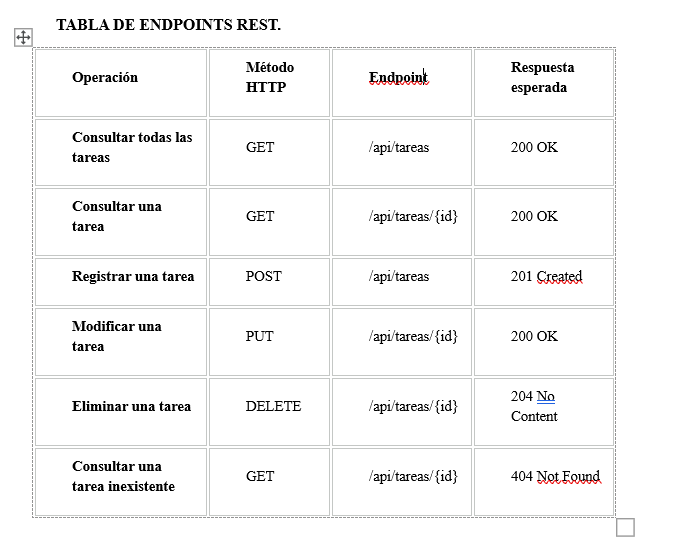 TABLA DE ENDPOINTS REST.
Operación
Método
HTTP
Endpoint
Respuesta
esperada
Consultar todas las
tareas
GET
/api/tareas
200 OK
Consultar una
tarea
GET
/api/tareas/{id}
200 OK
Registrar una tarea
POST
/api/tareas
201 Created
Modificar una
tarea
PUT
/api/tareas/{id}
200 OK
Eliminar una tarea
DELETE
/api/tareas/{id}
204 No
Content
Consultar una
tarea inexistente
GET
/api/tareas/{id}
404 Not Found